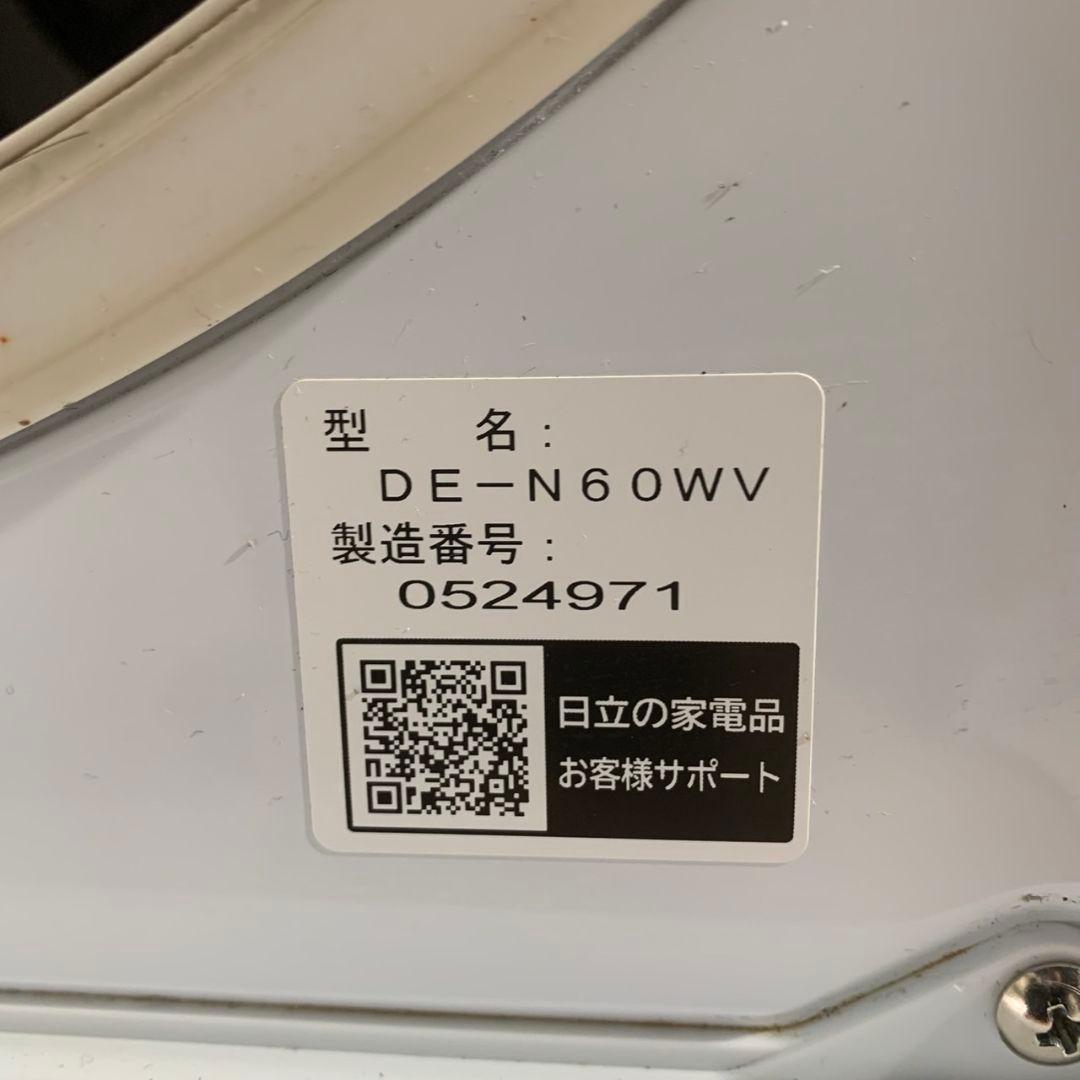 型　　名：
DE－N60WV
製造番号：
0524971
日立の家電品
お客様サポート